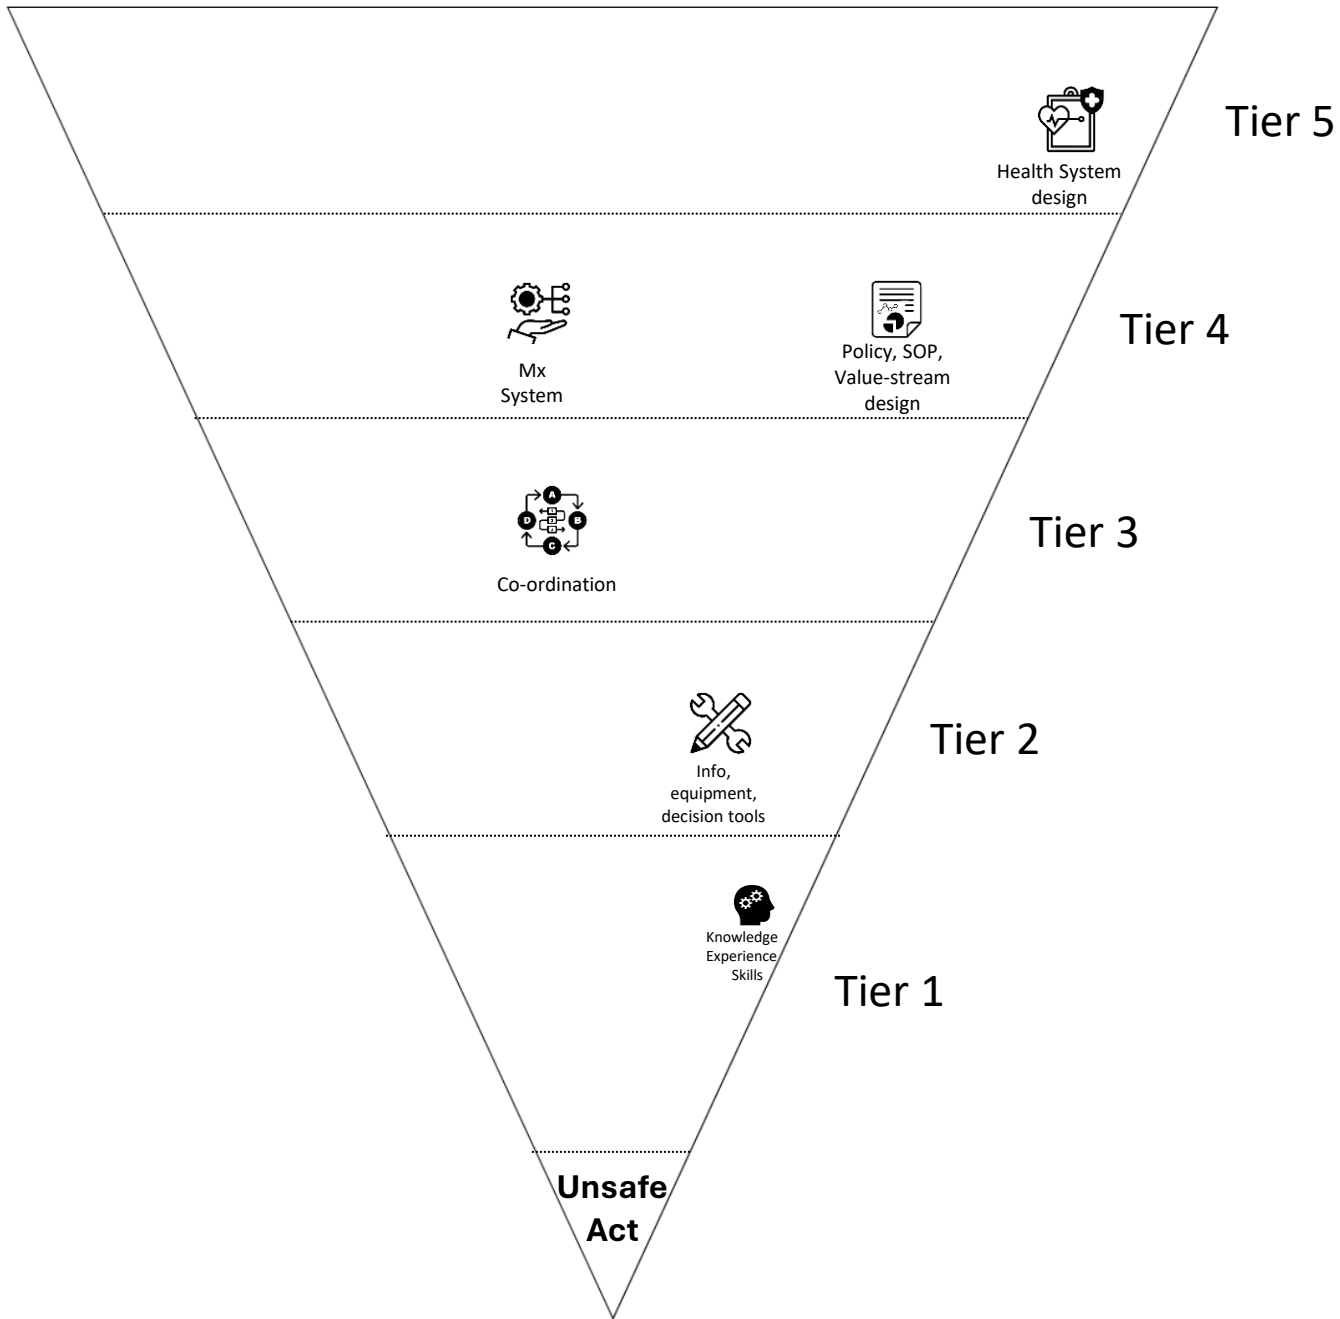 Tier 5
Health System
design
Tier 4
Mx
System
Policy, SOP,
Value-stream
design
Tier 3
A
D
B
C
Co-ordination
Tier 2
Info,
equipment,
decision tools
Knowledge
Experience
Skills
Tier 1
Unsafe
Act